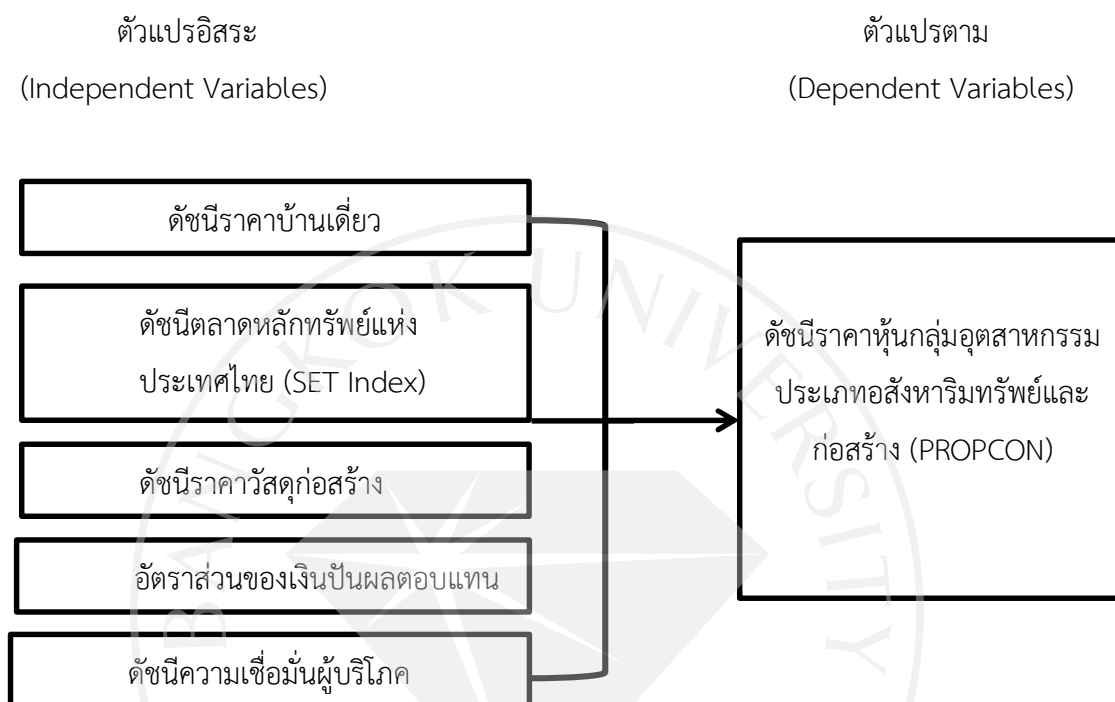 ตัวแปรอิสระ
(Independent Variables)
ตัวแปรตาม
(Dependent Variables)
ดัชนีราคาบ้านเดี่ยว
ดัชนีตลาดหลักทรัพย์แห่ง
ประเทศไทย (SET Index)
ดัชนีราคาวัสดุก่อสร้าง
อัตราส่วนของเงินปันผลตอบแทน
ดัชนีความเชื่อมั่นผู้บริโภค
ดัชนีราคาหุ้นกลุ่มอุตสาหกรรม
ประเภทอสังหาริมทรัพย์และ
ก่อสร้าง (PROPCON)
BANGKOK UNIVERSITY